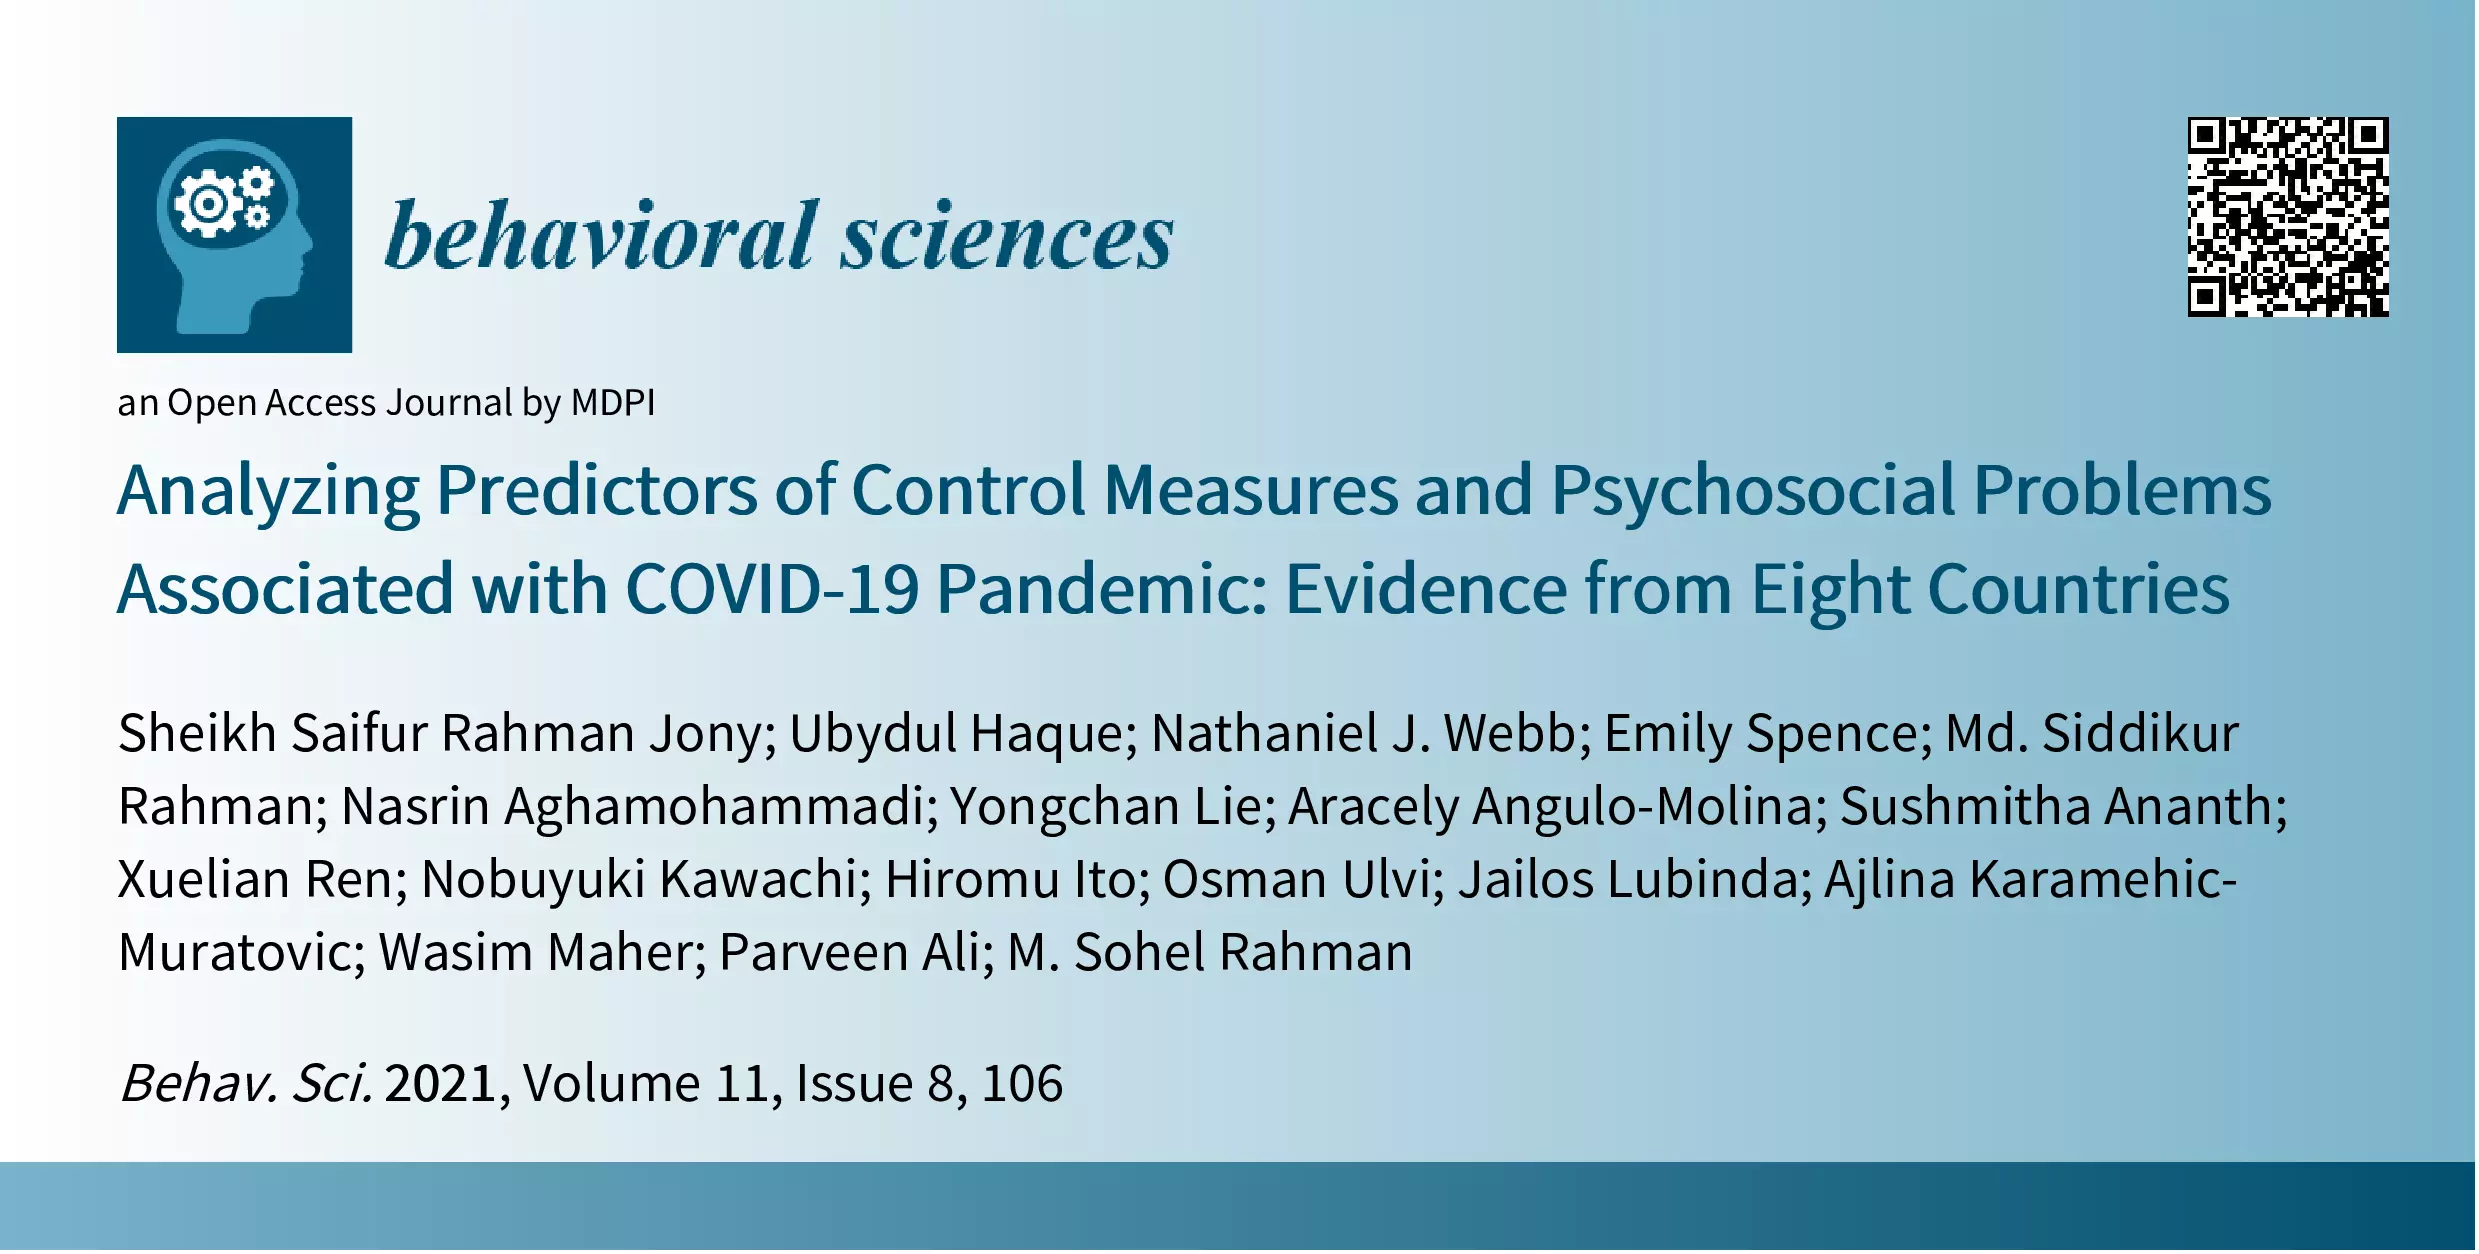 behavioral sciences
an Open Access Journal by MDPI
Analyzing Predictors of Control Measures and Psychosocial Problems
Associated with COVID-19 Pandemic: Evidence from Eight Countries
Sheikh Saifur Rahman Jony; Ubydul Haque; Nathaniel J. Webb; Emily Spence; Md. Siddikur
Rahman; Nasrin Aghamohammadi; Yongchan Lie; Aracely Angulo-Molina; Sushmitha Ananth;
Xuelian Ren; Nobuyuki Kawachi; Hiromu Ito; Osman Ulvi; Jailos Lubinda; Ajlina Karamehic-
Muratovic; Wasim Maher; Parveen Ali; M. Sohel Rahman
Behav. Sci. 2021, Volume 11, Issue 8, 106